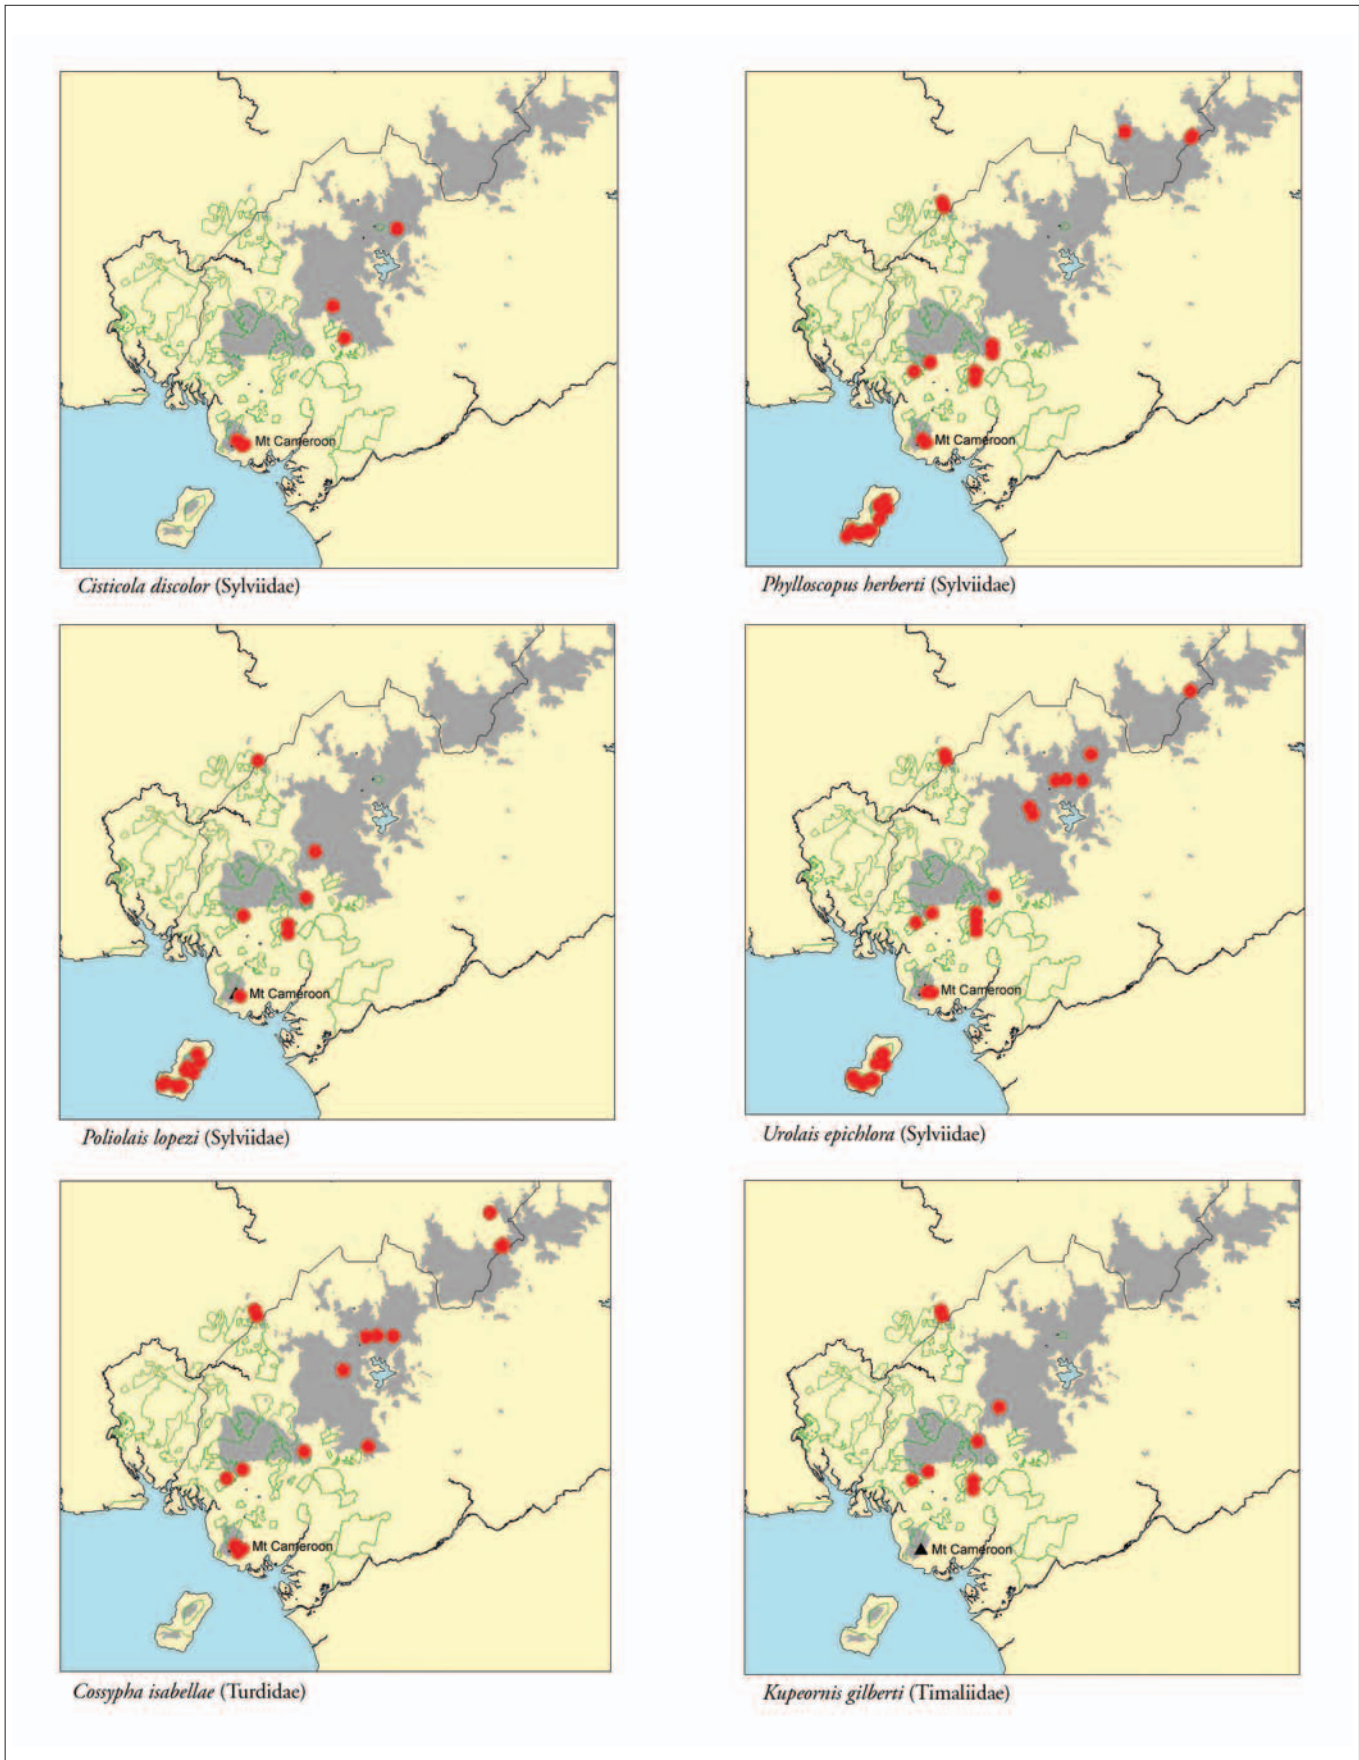 Mt Cameroon
Mt Cameroon
Cisticola discolor (Sylviidae)
Phylloscopus herberti (Sylviidae)
Mt Cameroon
Mt Cameroon
Poliolais lopezi (Sylviidae)
Urolais epichlora (Sylviidae)
Mt Cameroon
Mt Cameroon
Cossypha isabellae (Turdidae)
Kupeornis gilberti (Timaliidae)